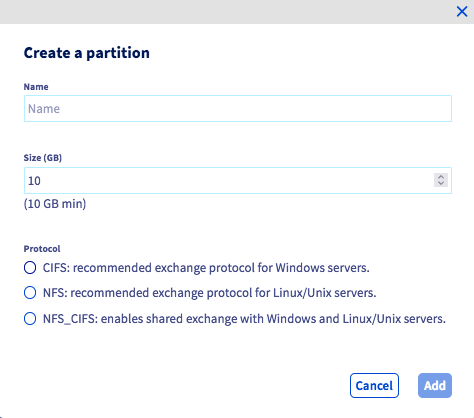 Create a partition
Name
Name
Size (GB)
10
(10 GB min)
Protocol
CIFS: recommended exchange protocol for Windows servers.
NFS: recommended exchange protocol for Linux/Unix servers.
NFS_CIFS: enables shared exchange with Windows and Linux/Unix servers.
Cancel Add